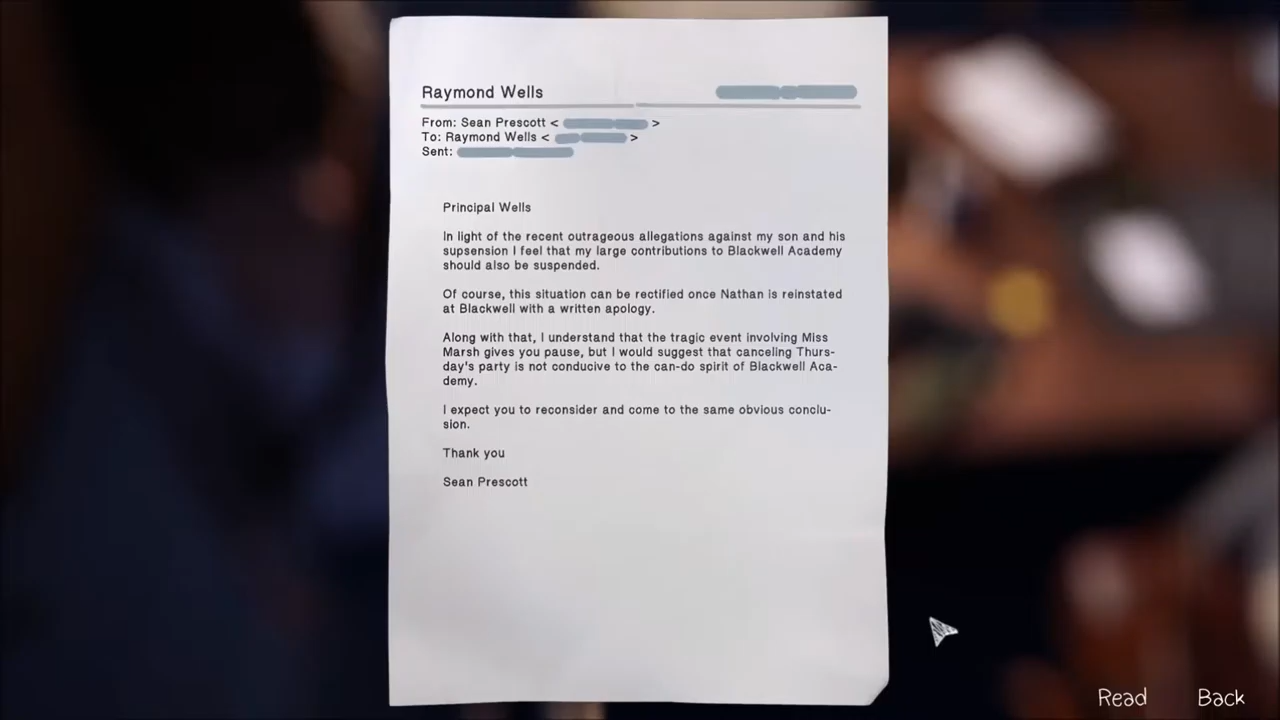 Raymond Wells
From: Sean Prescott < >
To: Raymond Wells < >
Sent:
Principal Wells
In light of the recent outrageous allegations against my son and his
supsension I feel that my large contributions to Blackwell Academy
should also be suspended.
Of course, this situation can be rectified once Nathan is reinstated
at Blackwell with a written apology.
Along with that, I understand that the tragic event involving Miss
Marsh gives you pause, but I would suggest that canceling Thurs-
day's party is not conducive to the can-do spirit of Blackwell Aca-
demy.
I expect you to reconsider and come to the same obvious conclu-
sion.
Thank you
Sean Prescott
Read Back